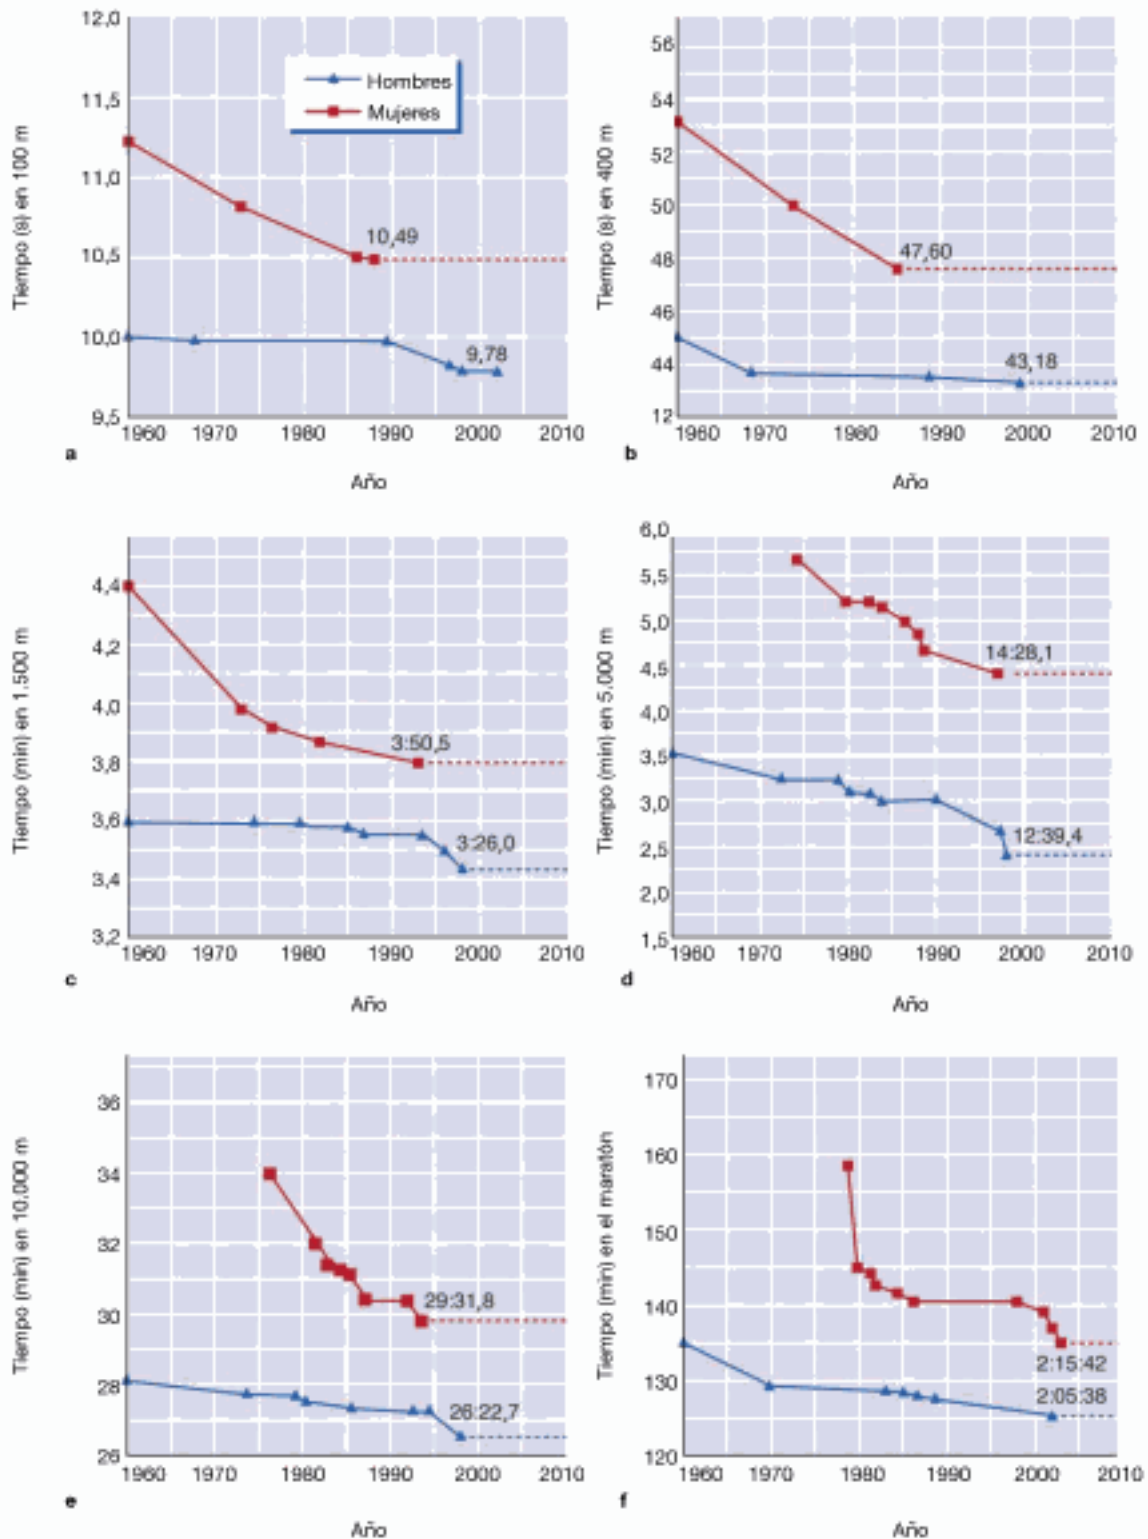 12,0
11,5
11,0
10,5
10,0
9,5
Tiempo (s) en 100 m
Hombres
Mujeres
10,49
9,78
1960 1970 1980 1990 2000 2010
a
Año
56
54
52
50
48
46
44
12
Tiempo (s) en 400 m
47,60
43,18
1960 1970 1980 1990 2000 2010
b
Año
4,4
4,2
4,0
3,8
3,6
3,4
3,2
Tiempo (min) en 1.500 m
3:50,5
3:26,0
1960 1970 1980 1990 2000 2010
c
Año
6,0
5,5
5,0
4,5
4,0
3,5
3,0
2,5
2,0
1,5
Tiempo (min) en 5.000 m
14:28,1
12:39,4
1960 1970 1980 1990 2000 2010
d
Año
36
34
32
30
28
26
Tiempo (min) en 10.000 m
29:31,8
26:22,7
1960 1970 1980 1990 2000 2010
e
Año
170
160
150
140
130
120
Tiempo (min) en el maratón
2:15:42
2:05:38
1960 1970 1980 1990 2000 2010
f
Año